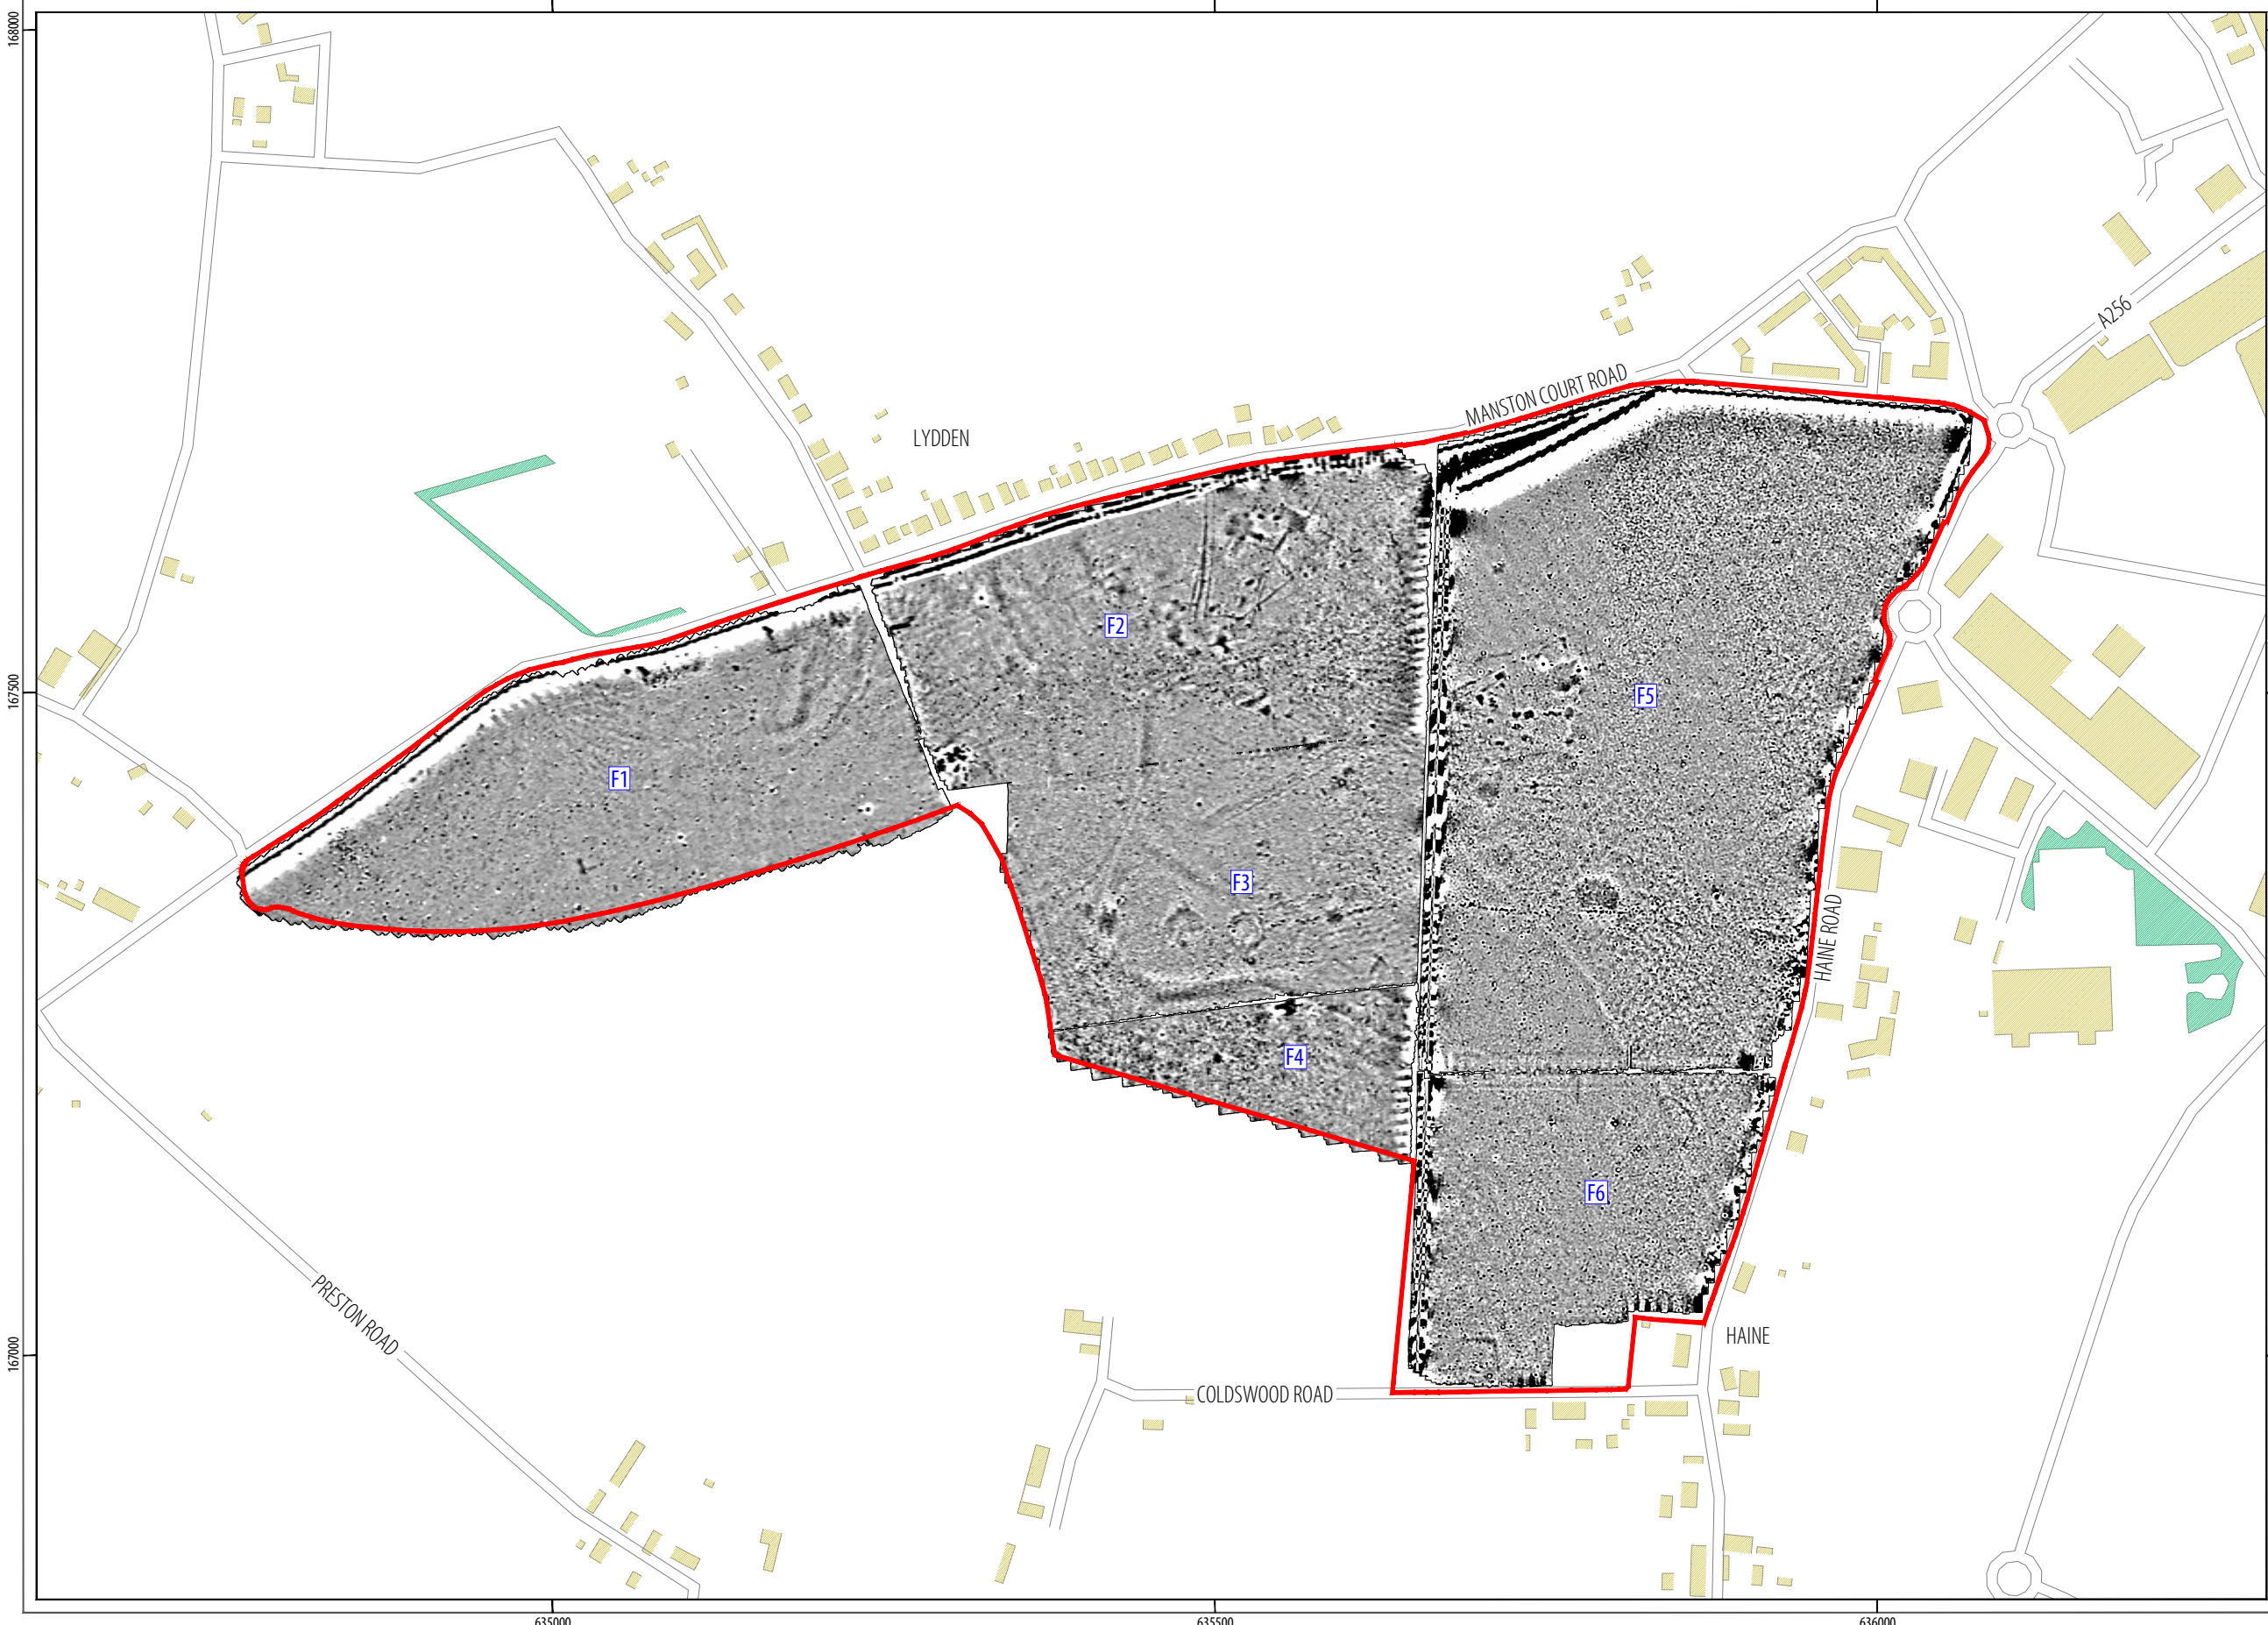 168000
A256
MANSTON COURT ROAD
LYDDEN
F2
167500
F5
F1
F3
HAINE ROAD
F4
F6
PRESTON ROAD
HAINE
167000
COLDSWOOD ROAD
635000
635500
636000